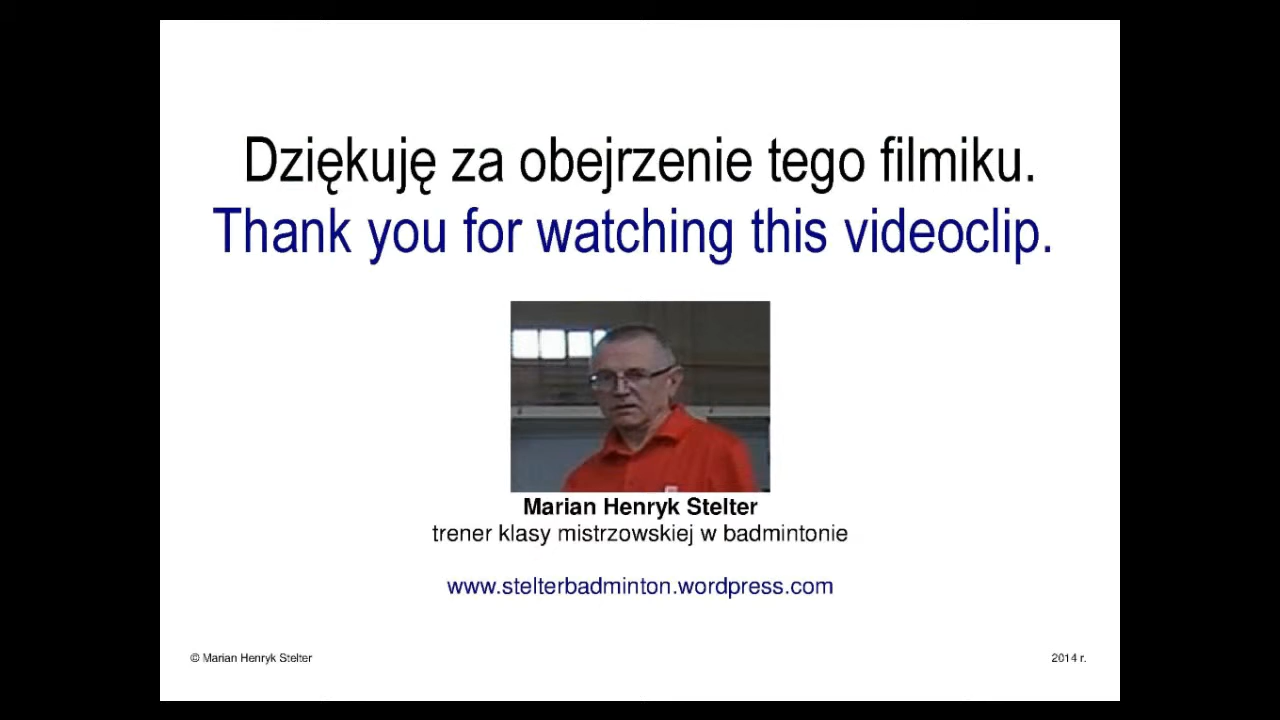 Dziękuję za obejrzenie tego filmiku.
Thank you for watching this videoclip.
Marian Henryk Stelter
trener klasy mistrzowskiej w badmintonie
www.stelterbadminton.wordpress.com
© Marian Henryk Stelter
2014 r.